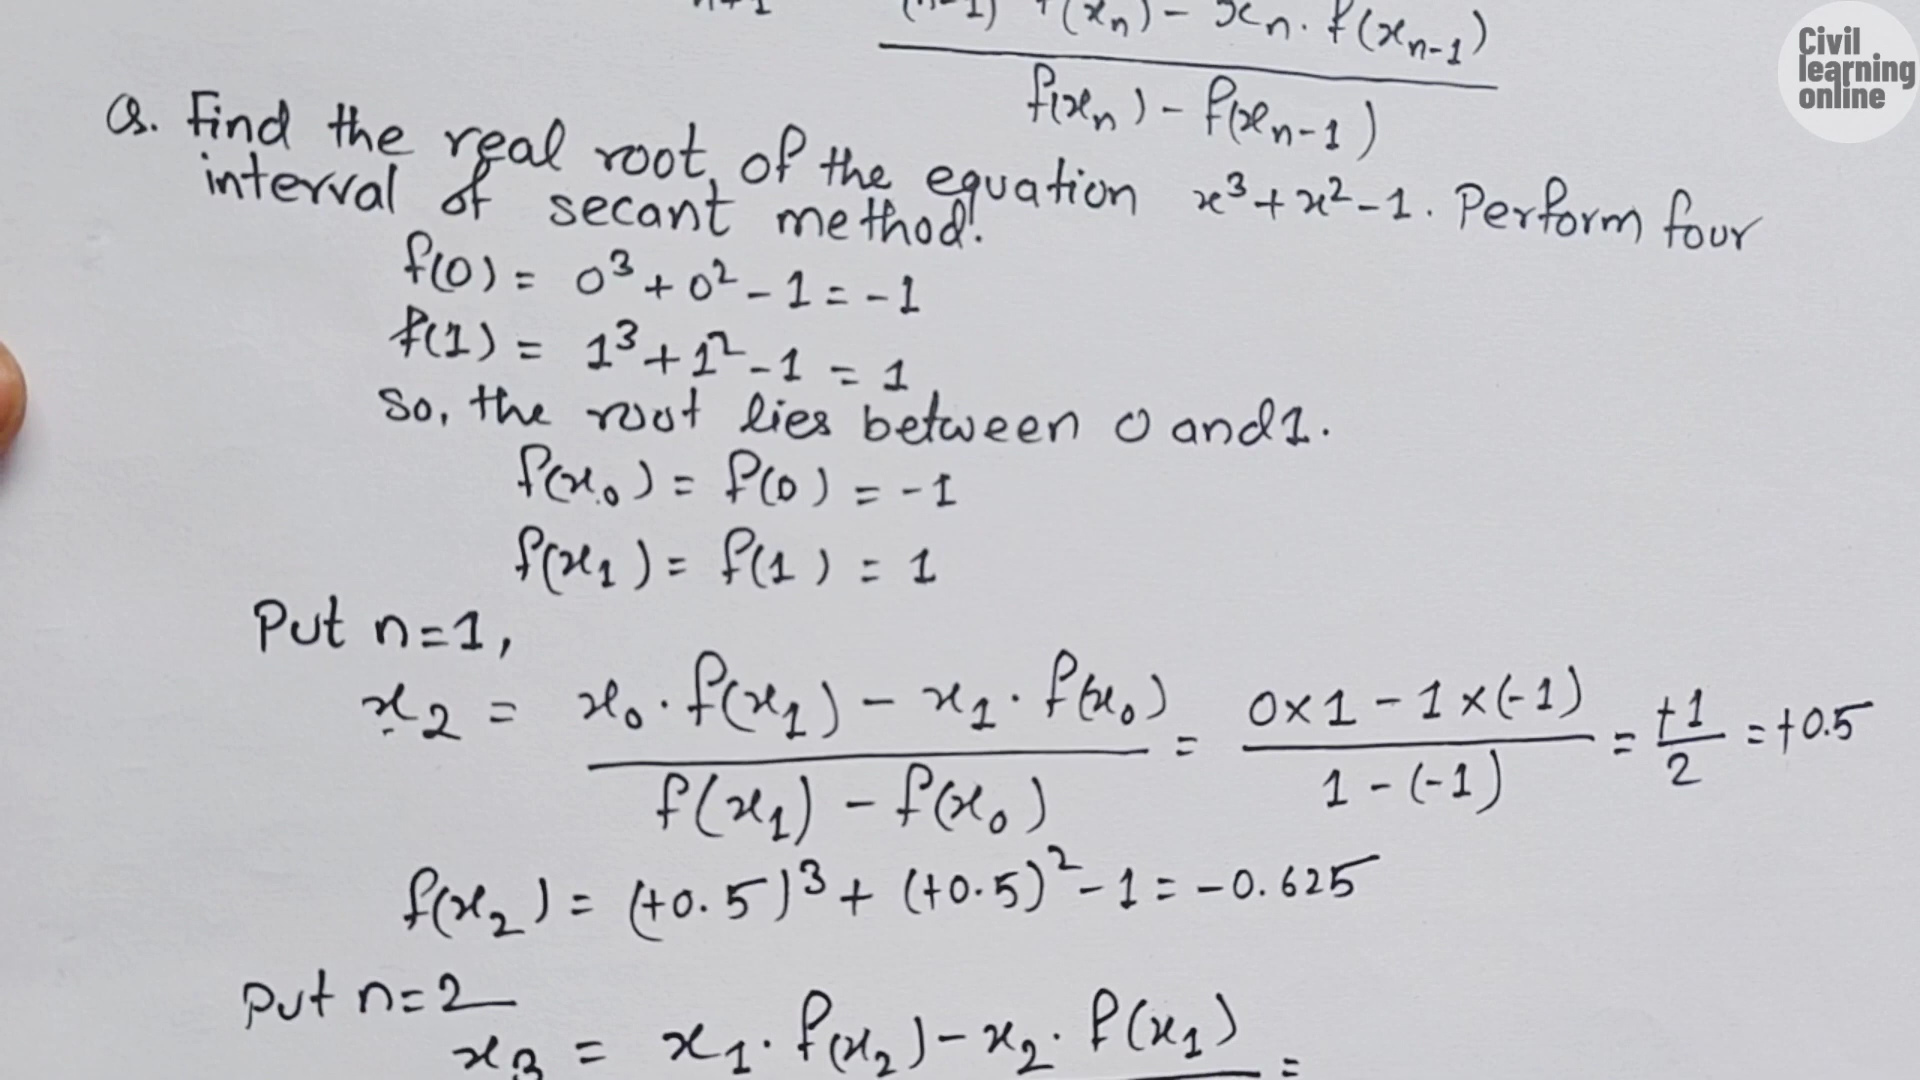 n+1 (n-1) f(xₙ) - xₙ. f(xₙ₋₁)
f(xₙ) - f(xₙ₋₁)
Civil
learning
online
Q. Find the real root of the equation x³+x²-1. Perform four
interval of secant method.
f(0) = 0³+0²-1 = -1
f(1) = 1³+1²-1 = 1
So, the root lies between 0 and 1.
f(x₀) = f(0) = -1
f(x₁) = f(1) = 1
Put n=1,
x₂ = x₀.f(x₁) - x₁.f(x₀) / f(x₁) - f(x₀) = 0×1 - 1×(-1) / 1-(-1) = +1/2 = +0.5
f(x₂) = (+0.5)³ + (+0.5)² - 1 = -0.625
Put n=2
x₃ = x₁. f(x₂) - x₂. f(x₁) =